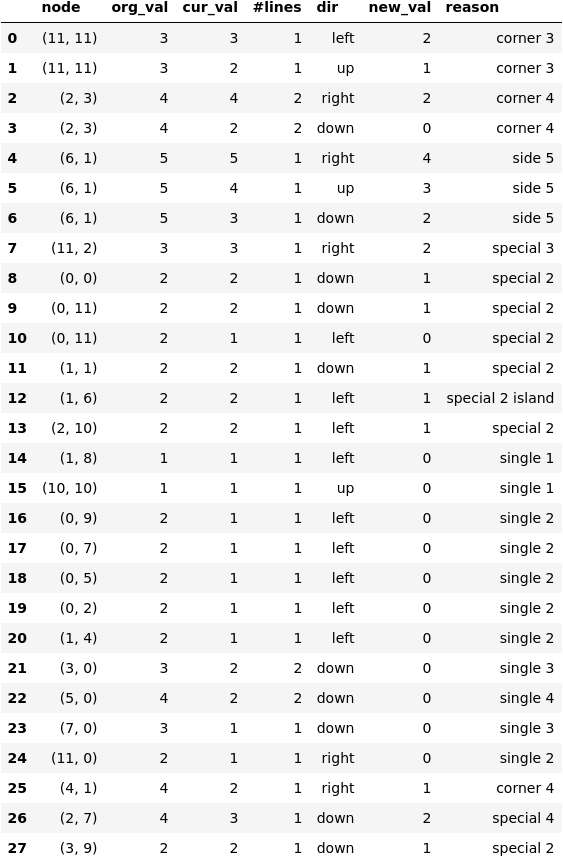 node org_val cur_val #lines dir new_val reason
0 (11, 11) 3 3 1 left 2 corner 3
1 (11, 11) 3 2 1 up 1 corner 3
2 (2, 3) 4 4 2 right 2 corner 4
3 (2, 3) 4 2 2 down 0 corner 4
4 (6, 1) 5 5 1 right 4 side 5
5 (6, 1) 5 4 1 up 3 side 5
6 (6, 1) 5 3 1 down 2 side 5
7 (11, 2) 3 3 1 right 2 special 3
8 (0, 0) 2 2 1 down 1 special 2
9 (0, 11) 2 2 1 down 1 special 2
10 (0, 11) 2 1 1 left 0 special 2
11 (1, 1) 2 2 1 down 1 special 2
12 (1, 6) 2 2 1 left 1 special 2 island
13 (2, 10) 2 2 1 left 1 special 2
14 (1, 8) 1 1 1 left 0 single 1
15 (10, 10) 1 1 1 up 0 single 1
16 (0, 9) 2 1 1 left 0 single 2
17 (0, 7) 2 1 1 left 0 single 2
18 (0, 5) 2 1 1 left 0 single 2
19 (0, 2) 2 1 1 left 0 single 2
20 (1, 4) 2 1 1 left 0 single 2
21 (3, 0) 3 2 2 down 0 single 3
22 (5, 0) 4 2 2 down 0 single 4
23 (7, 0) 3 1 1 down 0 single 3
24 (11, 0) 2 1 1 right 0 single 2
25 (4, 1) 4 2 1 right 1 corner 4
26 (2, 7) 4 3 1 down 2 special 4
27 (3, 9) 2 2 1 down 1 special 2